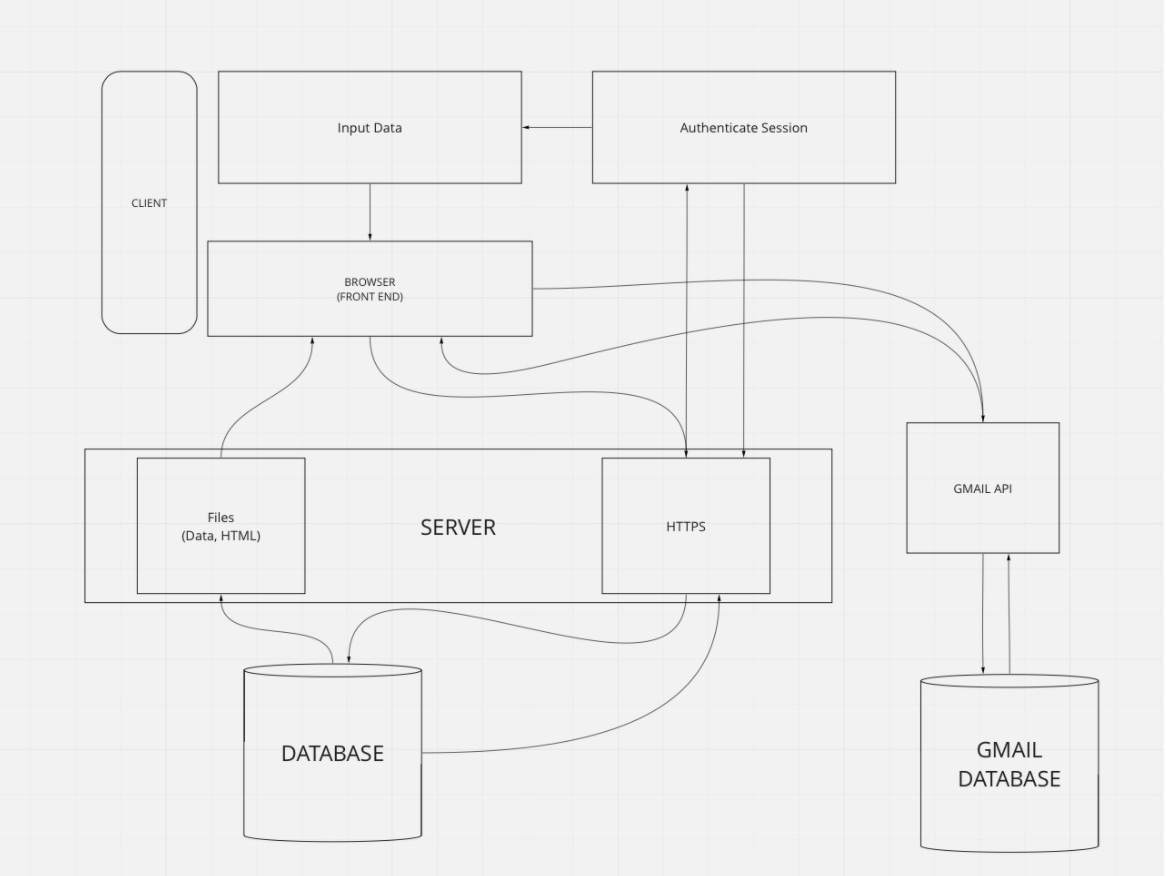 Input Data
Authenticate Session
CLIENT
BROWSER
(FRONT END)
Files
(Data, HTML)
SERVER
HTTPS
GMAIL API
DATABASE
GMAIL
DATABASE